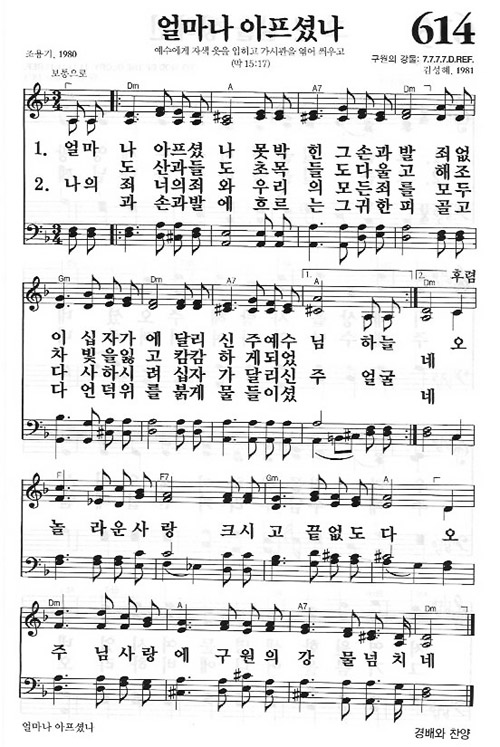 얼마나 아프셨나
614
예수에게 자색 옷을 입히고 가시관을 엮어 씌우고
(막 15:17)
조용기, 1980
구원의 강물: 7.7.7.7.D.REF.
김성혜, 1981
보통으로
Dm A Dm A7 Dm
1. 얼마 나 아프셨 나 못박 힌 그손과발 죄없
도 산과들도 초목 들 도다울고 해조
2. 나의 죄 너의죄 와 우리 의 모든죄를 모두
과 손과발 에 흐르 는 그귀한피 골고
Gm Dm A7 1. A 2. Dm 후렴
이 십자가에 달리 신 주예수 님 하늘 오
차 빛을잃 고 캄캄 하 게되었 네
다 사하시 려 십자 가 달리신 주 얼굴
다 언덕위 를 붉게 물들이셨 네
F F7 A
놀 라운사랑 크시고 끝없도다 오
Dm A A7 Dm
주 님사랑에 구원의강 물넘치네
얼마나 아프셨나
경배와 찬양